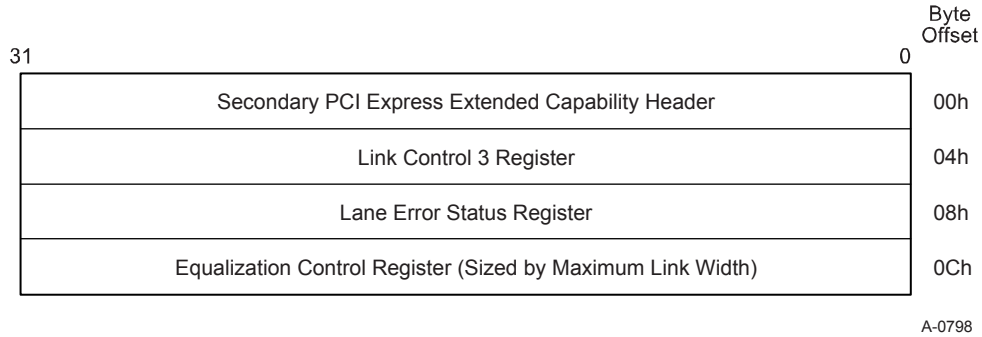 Byte
Offset
31 0
Secondary PCI Express Extended Capability Header 00h
Link Control 3 Register 04h
Lane Error Status Register 08h
Equalization Control Register (Sized by Maximum Link Width) 0Ch
A-0798